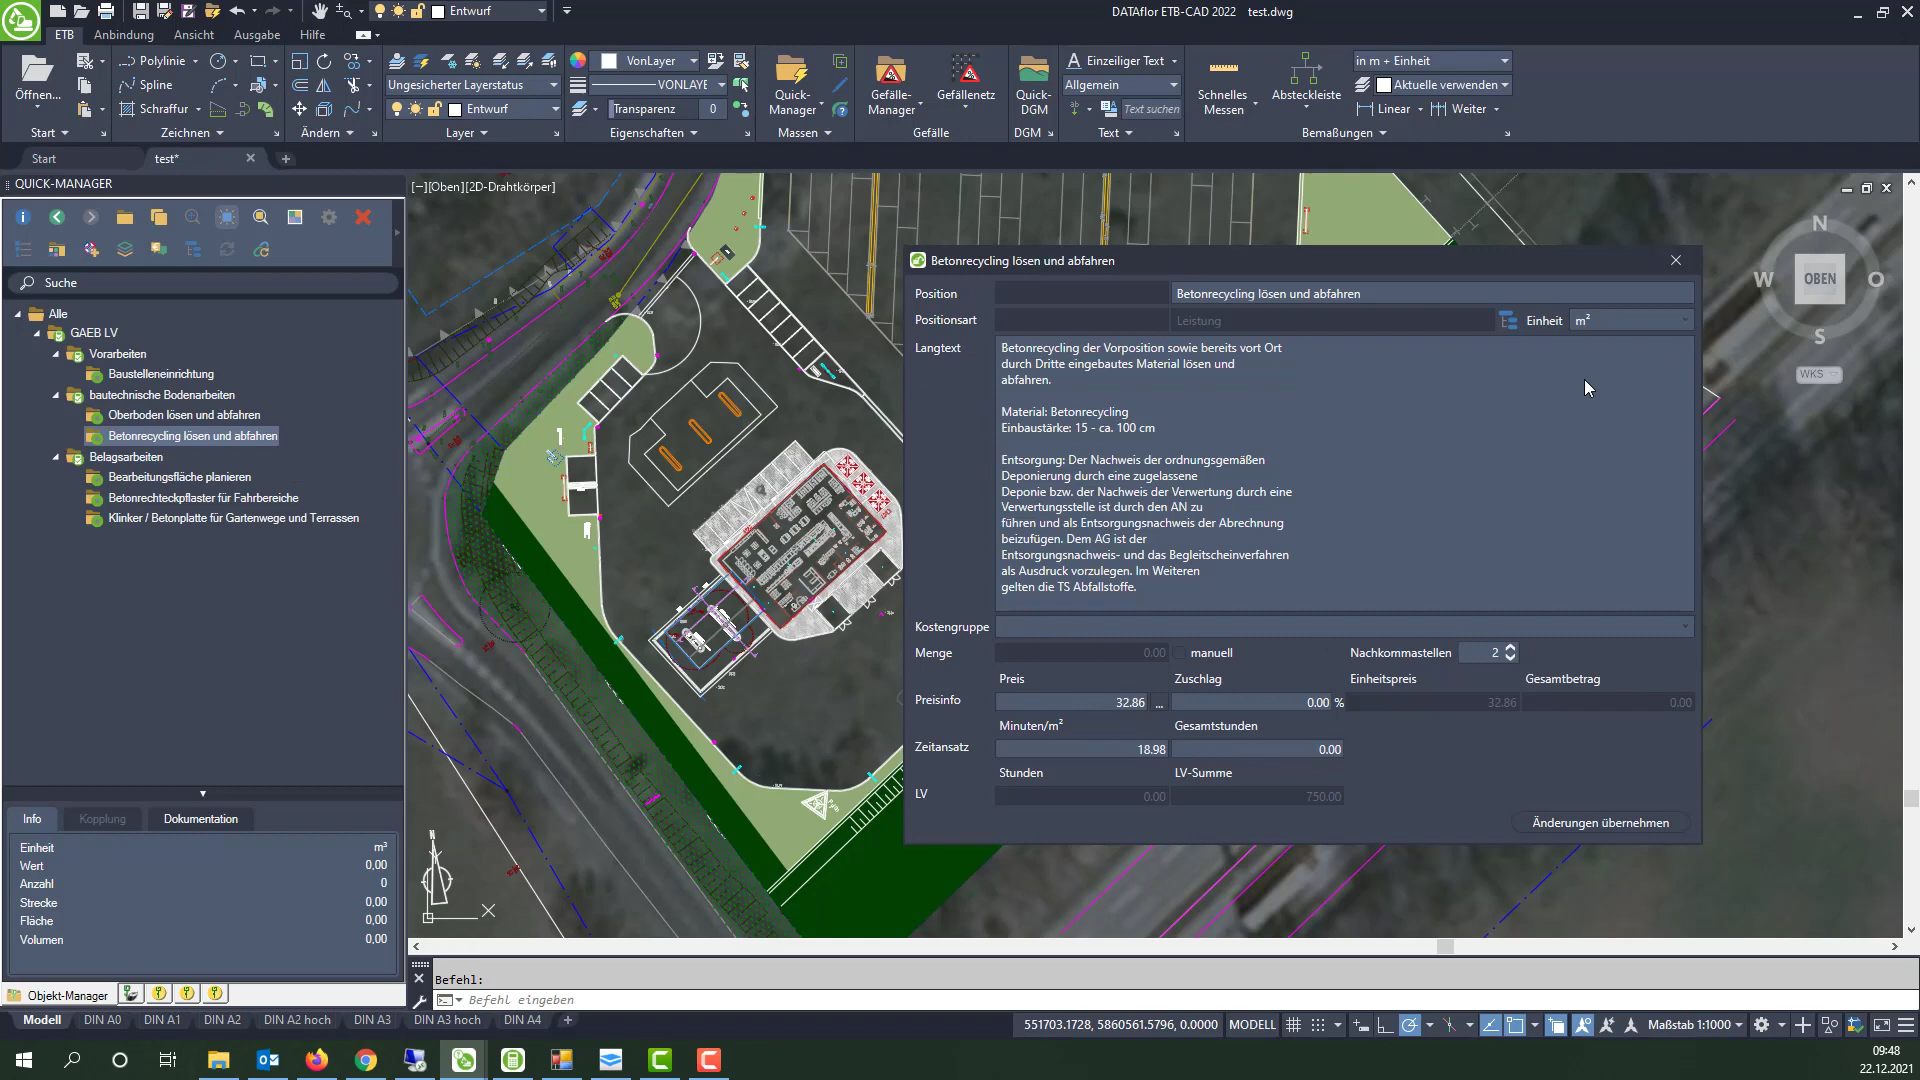 Entwurf
DATAflor ETB-CAD 2022 test.dwg
ETB Anbindung Ansicht Ausgabe Hilfe
Öffnen...
Polylinie
Spline
Schraffur
Ungesicherter Layerstatus
Entwurf
VonLayer
VONLAYE
Transparenz 0
Quick-
Manager
Gefälle-
Manager
Gefällenetz
Quick-
DGM
Einzeiliger Text
Allgemein
Text suchen
Schnelles
Messen
Absteckleiste
in m + Einheit
Aktuelle verwenden
Linear Weiter
Start Zeichnen Ändern Layer Eigenschaften Massen Gefälle DGM Text Bemaßungen
Start test*
QUICK-MANAGER
[−][Oben][2D-Drahtkörper]
Suche
Alle
GAEB LV
Vorarbeiten
Baustelleneinrichtung
bautechnische Bodenarbeiten
Oberboden lösen und abfahren
Betonrecycling lösen und abfahren
Belagsarbeiten
Bearbeitungsfläche planieren
Betonrechteckpflaster für Fahrbereiche
Klinker / Betonplatte für Gartenwege und Terrassen
Info Kopplung Dokumentation
Einheit m³
Wert 0,00
Anzahl 0
Strecke 0,00
Fläche 0,00
Volumen 0,00
Objekt-Manager
N
W OBEN O
S
WKS
Betonrecycling lösen und abfahren
Position Betonrecycling lösen und abfahren
Positionsart Leistung Einheit m²
Langtext
Betonrecycling der Vorposition sowie bereits vort Ort
durch Dritte eingebautes Material lösen und
abfahren.
Material: Betonrecycling
Einbaustärke: 15 - ca. 100 cm
Entsorgung: Der Nachweis der ordnungsgemäßen
Deponierung durch eine zugelassene
Deponie bzw. der Nachweis der Verwertung durch eine
Verwertungsstelle ist durch den AN zu
führen und als Entsorgungsnachweis der Abrechnung
beizufügen. Dem AG ist der
Entsorgungsnachweis- und das Begleitscheinverfahren
als Ausdruck vorzulegen. Im Weiteren
gelten die TS Abfallstoffe.
Kostengruppe
Menge 0.00 manuell Nachkommastellen 2
Preis Zuschlag Einheitspreis Gesamtbetrag
Preisinfo 32.86 ... 0.00 % 32.86 0.00
Minuten/m² Gesamtstunden
Zeitansatz 18.98 0.00
Stunden LV-Summe
LV 0.00 750.00
Änderungen übernehmen
Befehl:
Befehl eingeben
Modell DIN A0 DIN A1 DIN A2 DIN A2 hoch DIN A3 DIN A3 hoch DIN A4 +
551703.1728, 5860561.5796, 0.0000 MODELL Maßstab 1:1000
09:48
22.12.2021